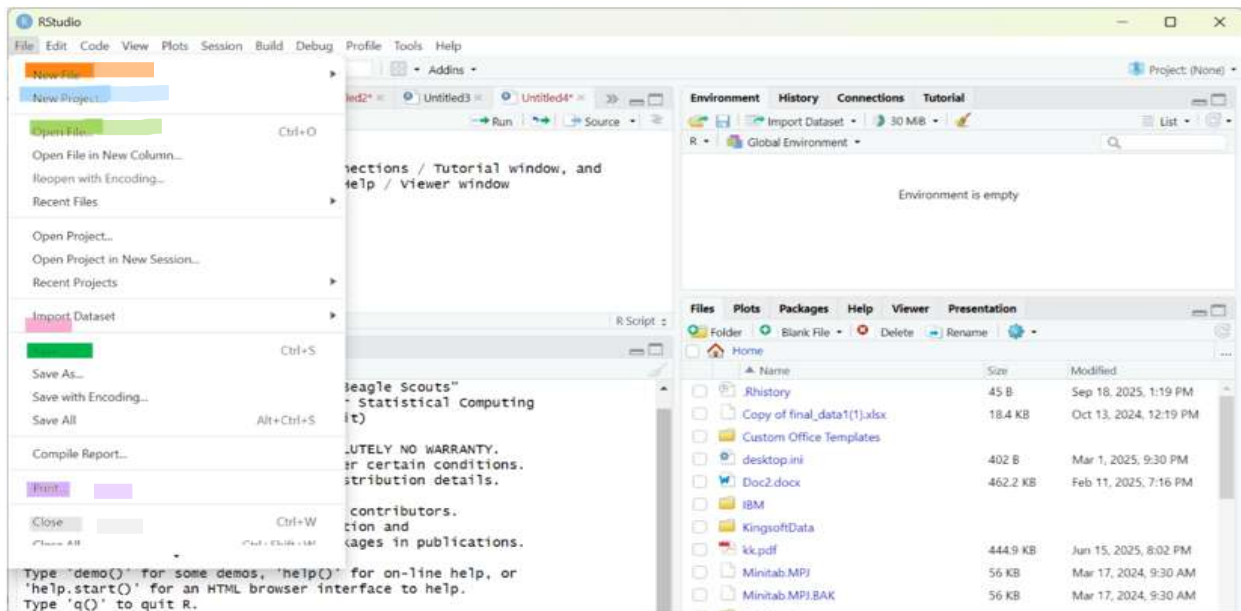 RStudio
File Edit Code View Plots Session Build Debug Profile Tools Help
Addins
Project: (None)
New File
New Project...
Open File... Ctrl+O
Open File in New Column...
Reopen with Encoding...
Recent Files
Open Project...
Open Project in New Session...
Recent Projects
Import Dataset
Ctrl+S
Save As...
Save with Encoding...
Save All Alt+Ctrl+S
Compile Report...
Print...
Close Ctrl+W
Close All Ctrl+Shift+W
led2* Untitled3 Untitled4*
Run Source
nections / Tutorial window, and
Help / Viewer window
R Script
Beagle Scouts"
r Statistical Computing
it)
LUTELY NO WARRANTY.
er certain conditions.
stribution details.
contributors.
tion and
kages in publications.
Type 'demo()' for some demos, 'help()' for on-line help, or
'help.start()' for an HTML browser interface to help.
Type 'q()' to quit R.
Environment History Connections Tutorial
Import Dataset 30 MiB List
R Global Environment
Environment is empty
Files Plots Packages Help Viewer Presentation
Folder Blank File Delete Rename
Home ...
Name Size Modified
.Rhistory 45 B Sep 18, 2025, 1:19 PM
Copy of final_data1(1).xlsx 18.4 KB Oct 13, 2024, 12:19 PM
Custom Office Templates
desktop.ini 402 B Mar 1, 2025, 9:30 PM
Doc2.docx 462.2 KB Feb 11, 2025, 7:16 PM
IBM
KingsoftData
kk.pdf 444.9 KB Jun 15, 2025, 8:02 PM
Minitab.MPJ 56 KB Mar 17, 2024, 9:30 AM
Minitab.MPJ.BAK 56 KB Mar 17, 2024, 9:30 AM